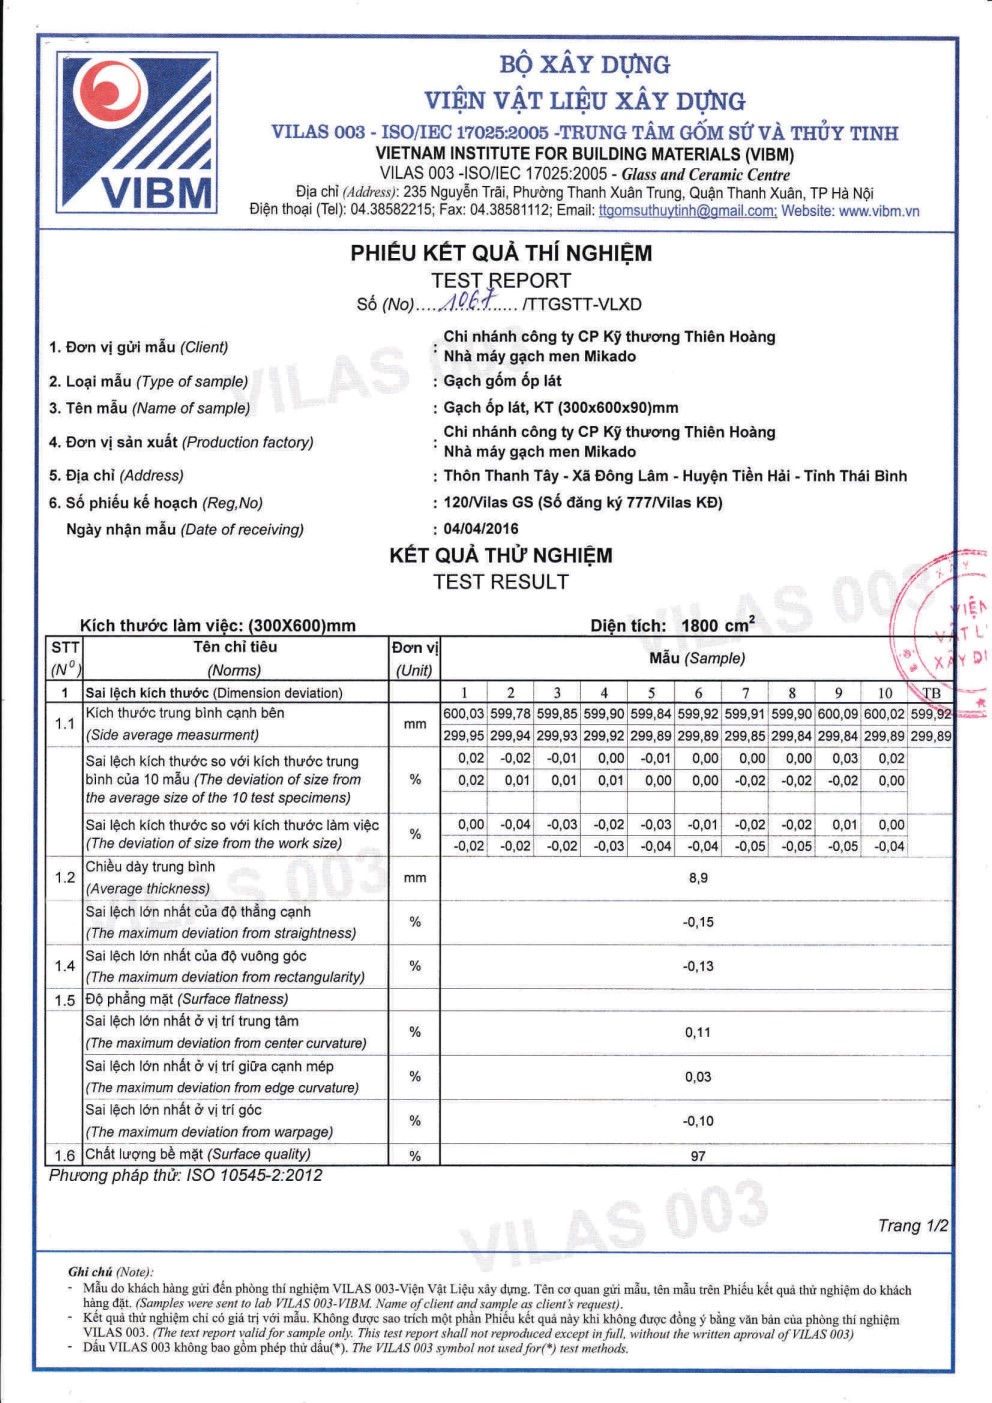 VIBM
BỘ XÂY DỰNG
VIỆN VẬT LIỆU XÂY DỰNG
VILAS 003 - ISO/IEC 17025:2005 -TRUNG TÂM GỐM SỨ VÀ THỦY TINH
VIETNAM INSTITUTE FOR BUILDING MATERIALS (VIBM)
VILAS 003 -ISO/IEC 17025:2005 - Glass and Ceramic Centre
Địa chỉ (Address): 235 Nguyễn Trãi, Phường Thanh Xuân Trung, Quận Thanh Xuân, TP Hà Nội
Điện thoại (Tel): 04.38582215; Fax: 04.38581112; Email: ttgomsuthuytinh@gmail.com; Website: www.vibm.vn
PHIẾU KẾT QUẢ THÍ NGHIỆM
TEST REPORT
Số (No)....1067..... /TTGSTT-VLXD
1. Đơn vị gửi mẫu (Client) : Chi nhánh công ty CP Kỹ thương Thiên Hoàng
Nhà máy gạch men Mikado
2. Loại mẫu (Type of sample) : Gạch gốm ốp lát
3. Tên mẫu (Name of sample) : Gạch ốp lát, KT (300x600x90)mm
4. Đơn vị sản xuất (Production factory) : Chi nhánh công ty CP Kỹ thương Thiên Hoàng
Nhà máy gạch men Mikado
5. Địa chỉ (Address) : Thôn Thanh Tây - Xã Đông Lâm - Huyện Tiền Hải - Tỉnh Thái Bình
6. Số phiếu kế hoạch (Reg,No) : 120/Vilas GS (Số đăng ký 777/Vilas KĐ)
Ngày nhận mẫu (Date of receiving) : 04/04/2016
KẾT QUẢ THỬ NGHIỆM
TEST RESULT
VILAS 003
VILAS 003
Kích thước làm việc: (300X600)mm Diện tích: 1800 cm²
STT Tên chỉ tiêu Đơn vị Mẫu (Sample)
(N⁰) (Norms) (Unit)
1 Sai lệch kích thước (Dimension deviation) 1 2 3 4 5 6 7 8 9 10 TB
1.1 Kích thước trung bình cạnh bên mm 600,03 599,78 599,85 599,90 599,84 599,92 599,91 599,90 600,09 600,02 599,92
(Side average measurment) 299,95 299,94 299,93 299,92 299,89 299,89 299,85 299,84 299,84 299,89 299,89
Sai lệch kích thước so với kích thước trung 0,02 -0,02 -0,01 0,00 -0,01 0,00 0,00 0,00 0,03 0,02
bình của 10 mẫu (The deviation of size from % 0,02 0,01 0,01 0,01 0,00 0,00 -0,02 -0,02 -0,02 0,00
the average size of the 10 test specimens)
Sai lệch kích thước so với kích thước làm việc % 0,00 -0,04 -0,03 -0,02 -0,03 -0,01 -0,02 -0,02 0,01 0,00
(The deviation of size from the work size) -0,02 -0,02 -0,02 -0,03 -0,04 -0,04 -0,05 -0,05 -0,05 -0,04
1.2 Chiều dày trung bình mm 8,9
(Average thickness)
VILAS 003
Sai lệch lớn nhất của độ thẳng cạnh % -0,15
(The maximum deviation from straightness)
1.4 Sai lệch lớn nhất của độ vuông góc % -0,13
(The maximum deviation from rectangularity)
1.5 Độ phẳng mặt (Surface flatness)
Sai lệch lớn nhất ở vị trí trung tâm % 0,11
(The maximum deviation from center curvature)
Sai lệch lớn nhất ở vị trí giữa cạnh mép % 0,03
(The maximum deviation from edge curvature)
Sai lệch lớn nhất ở vị trí góc % -0,10
(The maximum deviation from warpage)
1.6 Chất lượng bề mặt (Surface quality) % 97
Phương pháp thử: ISO 10545-2:2012
VILAS 003
Trang 1/2
Ghi chú (Note):
- Mẫu do khách hàng gửi đến phòng thí nghiệm VILAS 003-Viện Vật Liệu xây dựng. Tên cơ quan gửi mẫu, tên mẫu trên Phiếu kết quả thử nghiệm do khách
hàng đặt. (Samples were sent to lab VILAS 003-VIBM. Name of client and sample as client's request).
- Kết quả thử nghiệm chỉ có giá trị với mẫu. Không được sao trích một phần Phiếu kết quả này khi không được đồng ý bằng văn bản của phòng thí nghiệm
VILAS 003. (The text report valid for sample only. This test report shall not reproduced except in full, without the written aproval of VILAS 003)
- Dấu VILAS 003 không bao gồm phép thử dấu(*). The VILAS 003 symbol not used for(*) test methods.